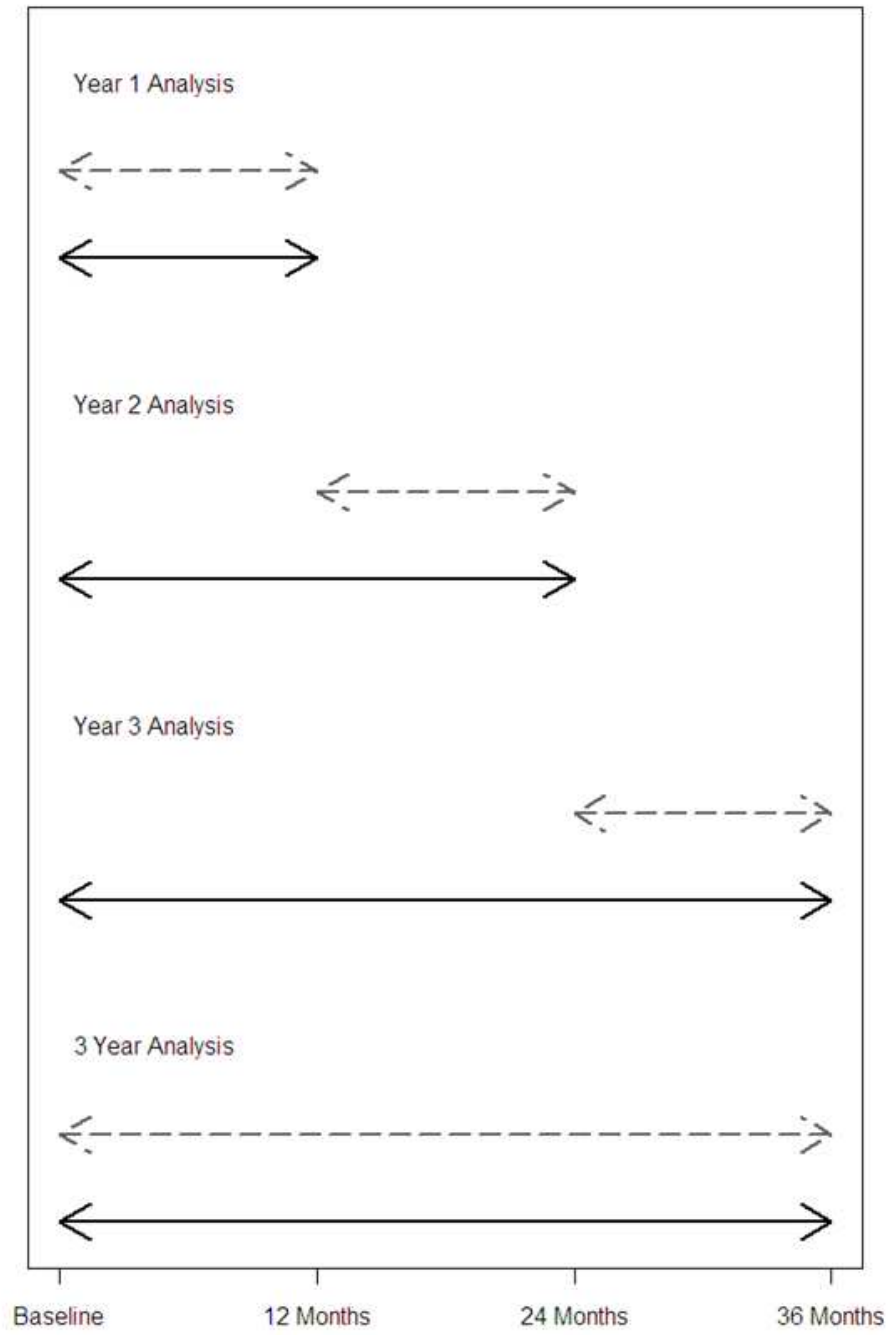 Year 1 Analysis
Year 2 Analysis
Year 3 Analysis
3 Year Analysis
Baseline 12 Months 24 Months 36 Months